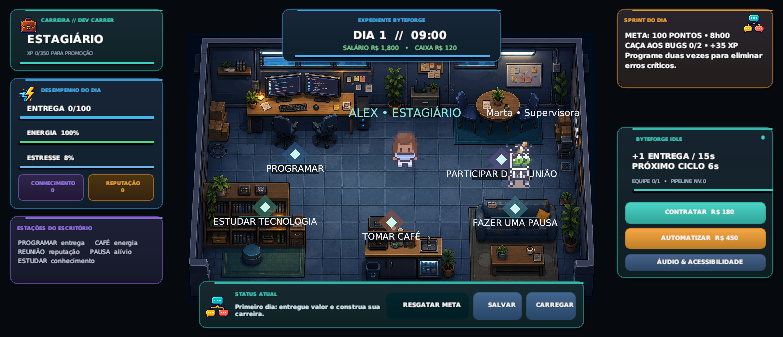 CARREIRA // DEV CARRER
ESTAGIÁRIO
XP 0/350 PARA PROMOÇÃO
DESEMPENHO DO DIA
ENTREGA 0/100
ENERGIA 100%
ESTRESSE 8%
CONHECIMENTO
0
REPUTAÇÃO
0
ESTAÇÕES DO ESCRITÓRIO
PROGRAMAR entrega CAFÉ energia
REUNIÃO reputação PAUSA alívio
ESTUDAR conhecimento
EXPEDIENTE BYTEFORGE
DIA 1 // 09:00
SALÁRIO R$ 1,800 • CAIXA R$ 120
ALEX • ESTAGIÁRIO
Marta • Supervisora
PROGRAMAR
PARTICIPAR D UNIÃO
ESTUDAR TECNOLOGIA
TOMAR CAFÉ
FAZER UMA PAUSA
STATUS ATUAL
Primeiro dia: entregue valor e construa sua
carreira.
RESGATAR META
SALVAR
CARREGAR
SPRINT DO DIA
META: 100 PONTOS • 8h00
CAÇA AOS BUGS 0/2 • +35 XP
Programe duas vezes para eliminar
erros críticos.
BYTEFORGE IDLE
+1 ENTREGA / 15s
PRÓXIMO CICLO 6s
EQUIPE 0/1 • PIPELINE NV.0
CONTRATAR R$ 180
AUTOMATIZAR R$ 450
ÁUDIO & ACESSIBILIDADE